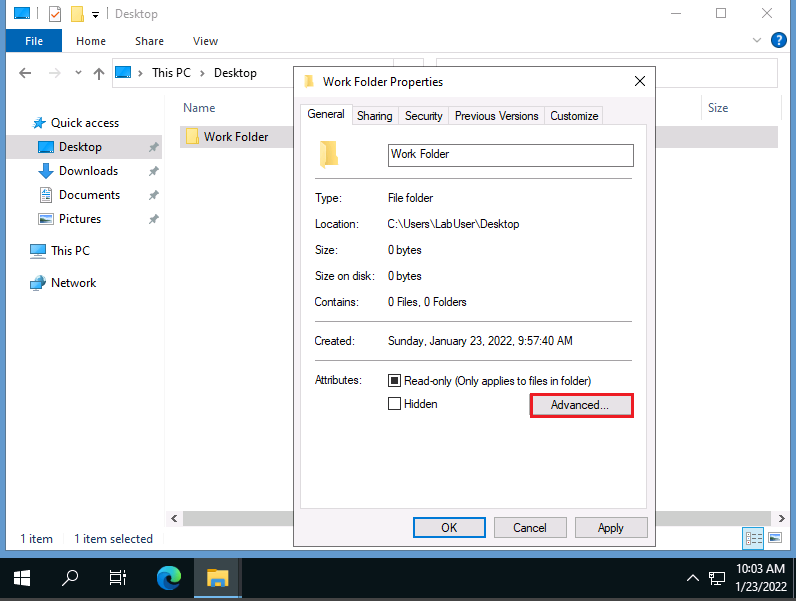 Desktop
File Home Share View
This PC > Desktop
Name
Size
Quick access
Desktop
Downloads
Documents
Pictures
This PC
Network
Work Folder
Work Folder Properties
General Sharing Security Previous Versions Customize
Work Folder
Type: File folder
Location: C:\Users\LabUser\Desktop
Size: 0 bytes
Size on disk: 0 bytes
Contains: 0 Files, 0 Folders
Created: Sunday, January 23, 2022, 9:57:40 AM
Attributes: Read-only (Only applies to files in folder)
Hidden
Advanced...
OK Cancel Apply
1 item 1 item selected
10:03 AM
1/23/2022